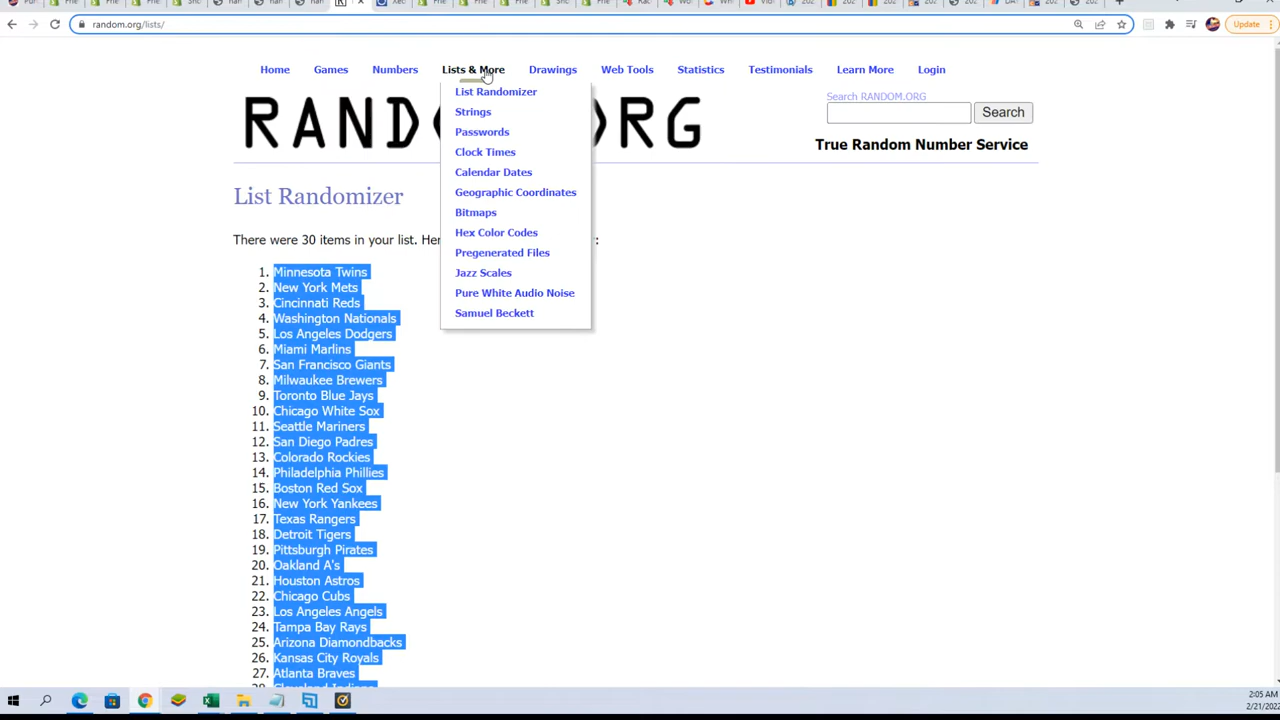 random.org/lists/
Update
Home Games Numbers Lists & More Drawings Web Tools Statistics Testimonials Learn More Login
List Randomizer
Strings
Passwords
Clock Times
Calendar Dates
Geographic Coordinates
Bitmaps
Hex Color Codes
Pregenerated Files
Jazz Scales
Pure White Audio Noise
Samuel Beckett
Search RANDOM.ORG
Search
True Random Number Service
List Randomizer
There were 30 items in your list. Her
1. Minnesota Twins
2. New York Mets
3. Cincinnati Reds
4. Washington Nationals
5. Los Angeles Dodgers
6. Miami Marlins
7. San Francisco Giants
8. Milwaukee Brewers
9. Toronto Blue Jays
10. Chicago White Sox
11. Seattle Mariners
12. San Diego Padres
13. Colorado Rockies
14. Philadelphia Phillies
15. Boston Red Sox
16. New York Yankees
17. Texas Rangers
18. Detroit Tigers
19. Pittsburgh Pirates
20. Oakland A's
21. Houston Astros
22. Chicago Cubs
23. Los Angeles Angels
24. Tampa Bay Rays
25. Arizona Diamondbacks
26. Kansas City Royals
27. Atlanta Braves
28. Cleveland Indians
2:05 AM
2/21/202